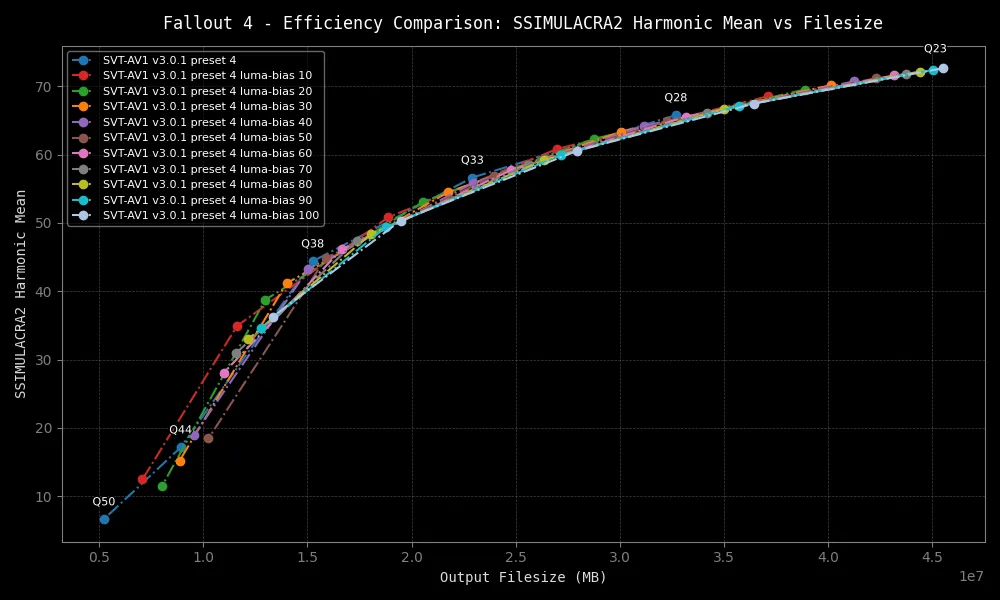 Fallout 4 - Efficiency Comparison: SSIMULACRA2 Harmonic Mean vs Filesize
SVT-AV1 v3.0.1 preset 4
SVT-AV1 v3.0.1 preset 4 luma-bias 10
SVT-AV1 v3.0.1 preset 4 luma-bias 20
SVT-AV1 v3.0.1 preset 4 luma-bias 30
SVT-AV1 v3.0.1 preset 4 luma-bias 40
SVT-AV1 v3.0.1 preset 4 luma-bias 50
SVT-AV1 v3.0.1 preset 4 luma-bias 60
SVT-AV1 v3.0.1 preset 4 luma-bias 70
SVT-AV1 v3.0.1 preset 4 luma-bias 80
SVT-AV1 v3.0.1 preset 4 luma-bias 90
SVT-AV1 v3.0.1 preset 4 luma-bias 100
Q23
Q28
Q33
Q38
Q44
Q50
SSIMULACRA2 Harmonic Mean
70
60
50
40
30
20
10
0.5 1.0 1.5 2.0 2.5 3.0 3.5 4.0 4.5
1e7
Output Filesize (MB)